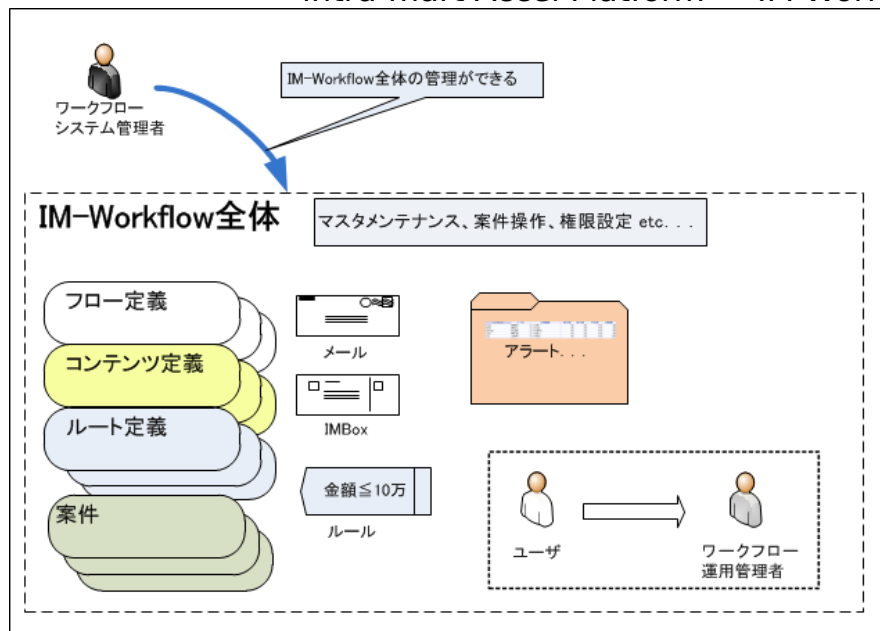 IM-Workflow全体の管理ができる
ワークフロー
システム管理者
IM-Workflow全体
マスタメンテナンス、案件操作、権限設定 etc. . .
フロー定義
コンテンツ定義
ルート定義
案件
メール
IMBox
金額≦10万
ルール
アラート. . .
ユーザ
ワークフロー
運用管理者